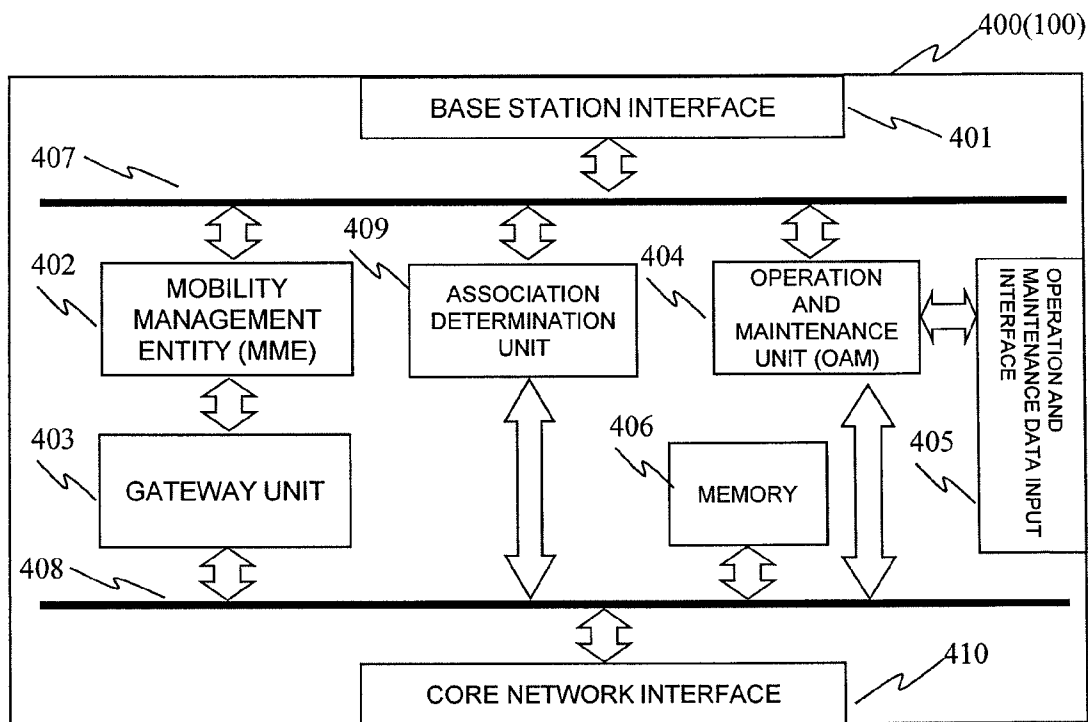 400(100)
BASE STATION INTERFACE
401
407
409
402
404
MOBILITY
MANAGEMENT
ENTITY (MME)
ASSOCIATION
DETERMINATION
UNIT
OPERATION
AND
MAINTENANCE
UNIT (OAM)
OPERATION AND
MAINTENANCE DATA INPUT
INTERFACE
403
406
405
GATEWAY UNIT
MEMORY
408
410
CORE NETWORK INTERFACE